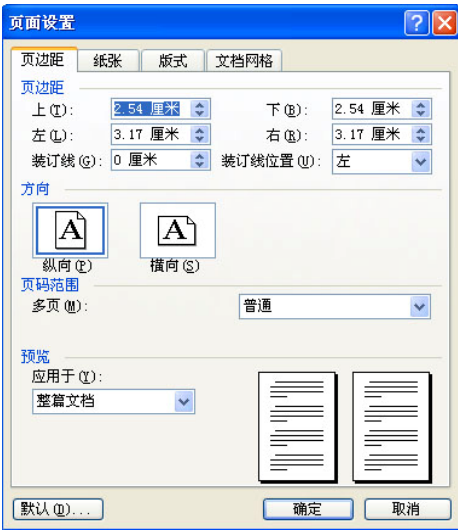 页面设置
页边距 纸张 版式 文档网格
页边距
上(T): 2.54 厘米 下(B): 2.54 厘米
左(L): 3.17 厘米 右(R): 3.17 厘米
装订线(G): 0 厘米 装订线位置(U): 左
方向
A A
纵向(P) 横向(S)
页码范围
多页(M): 普通
预览
应用于(Y):
整篇文档
默认(D)... 确定 取消